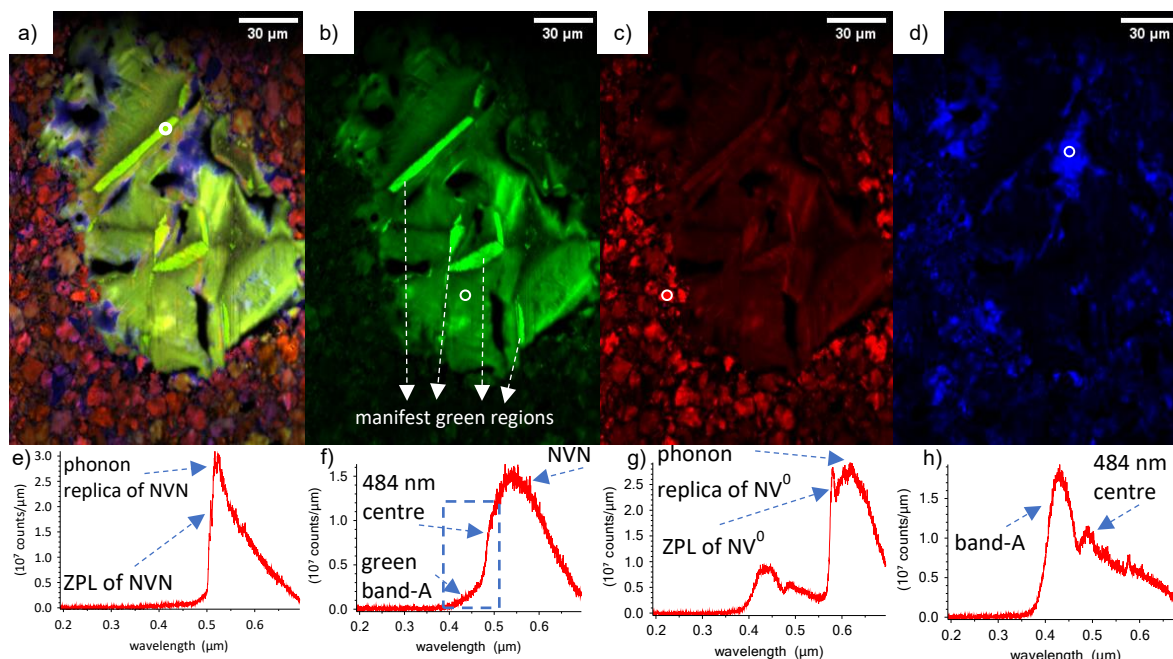 a)
30 µm
b)
30 µm
c)
30 µm
d)
30 µm
manifest green regions
e)
phonon
replica of NVN
ZPL of NVN
3.0
2.5
2.0
1.5
1.0
0.5
0.0
(10⁷ counts/µm)
0.2 0.3 0.4 0.5 0.6
wavelength (µm)
f)
NVN
484 nm
centre
green
band-A
1.5
1.0
0.5
0.0
(10⁷ counts/µm)
0.2 0.3 0.4 0.5 0.6
wavelength (µm)
g)
phonon
replica of NV⁰
ZPL of NV⁰
2.5
2.0
1.5
1.0
0.5
0.0
(10⁷ counts/µm)
0.2 0.3 0.4 0.5 0.6
wavelength (µm)
h)
484 nm
centre
band-A
1.5
1.0
0.5
0.0
(10⁷ counts/µm)
0.2 0.3 0.4 0.5 0.6
wavelength (µm)